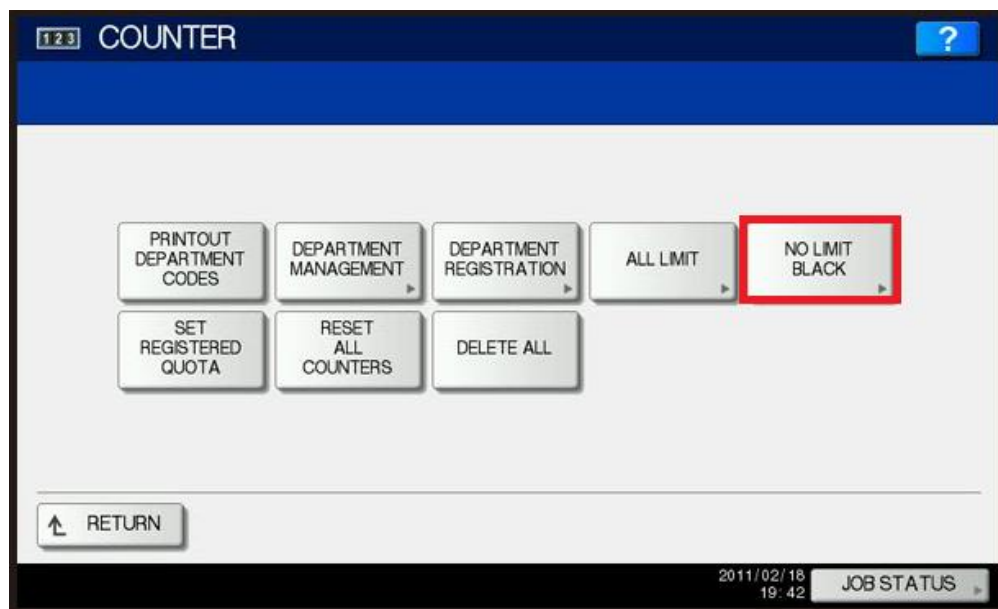 123 COUNTER
?
PRINTOUT
DEPARTMENT
CODES
DEPARTMENT
MANAGEMENT
DEPARTMENT
REGISTRATION
ALL LIMIT
NO LIMIT
BLACK
SET
REGISTERED
QUOTA
RESET
ALL
COUNTERS
DELETE ALL
RETURN
2011/02/18
19:42
JOB STATUS